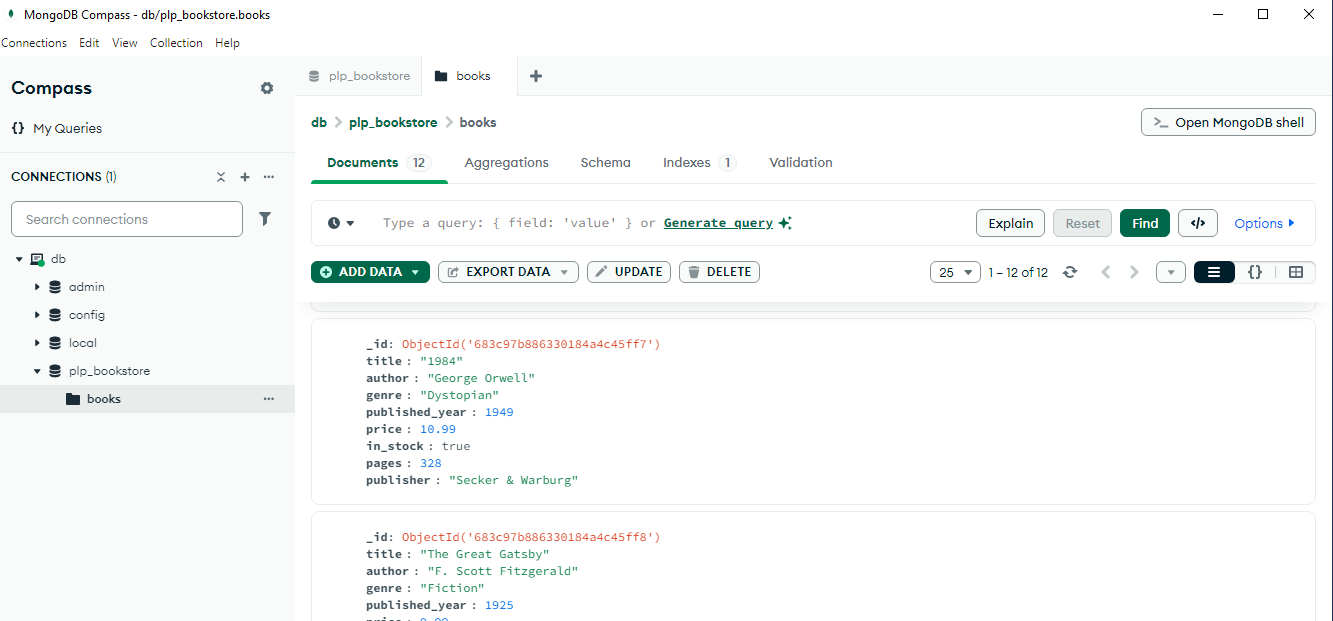 MongoDB Compass - db/plp_bookstore.books
Connections Edit View Collection Help
Compass
{} My Queries
CONNECTIONS (1)
Search connections
db
admin
config
local
plp_bookstore
books
plp_bookstore books
db > plp_bookstore > books
>_ Open MongoDB shell
Documents 12 Aggregations Schema Indexes 1 Validation
Type a query: { field: 'value' } or Generate query
Explain Reset Find </> Options
ADD DATA EXPORT DATA UPDATE DELETE
25 1 – 12 of 12 {}
_id: ObjectId('683c97b886330184a4c45ff7')
title : "1984"
author : "George Orwell"
genre : "Dystopian"
published_year : 1949
price : 10.99
in_stock : true
pages : 328
publisher : "Secker & Warburg"
_id: ObjectId('683c97b886330184a4c45ff8')
title : "The Great Gatsby"
author : "F. Scott Fitzgerald"
genre : "Fiction"
published_year : 1925
price : 9.99